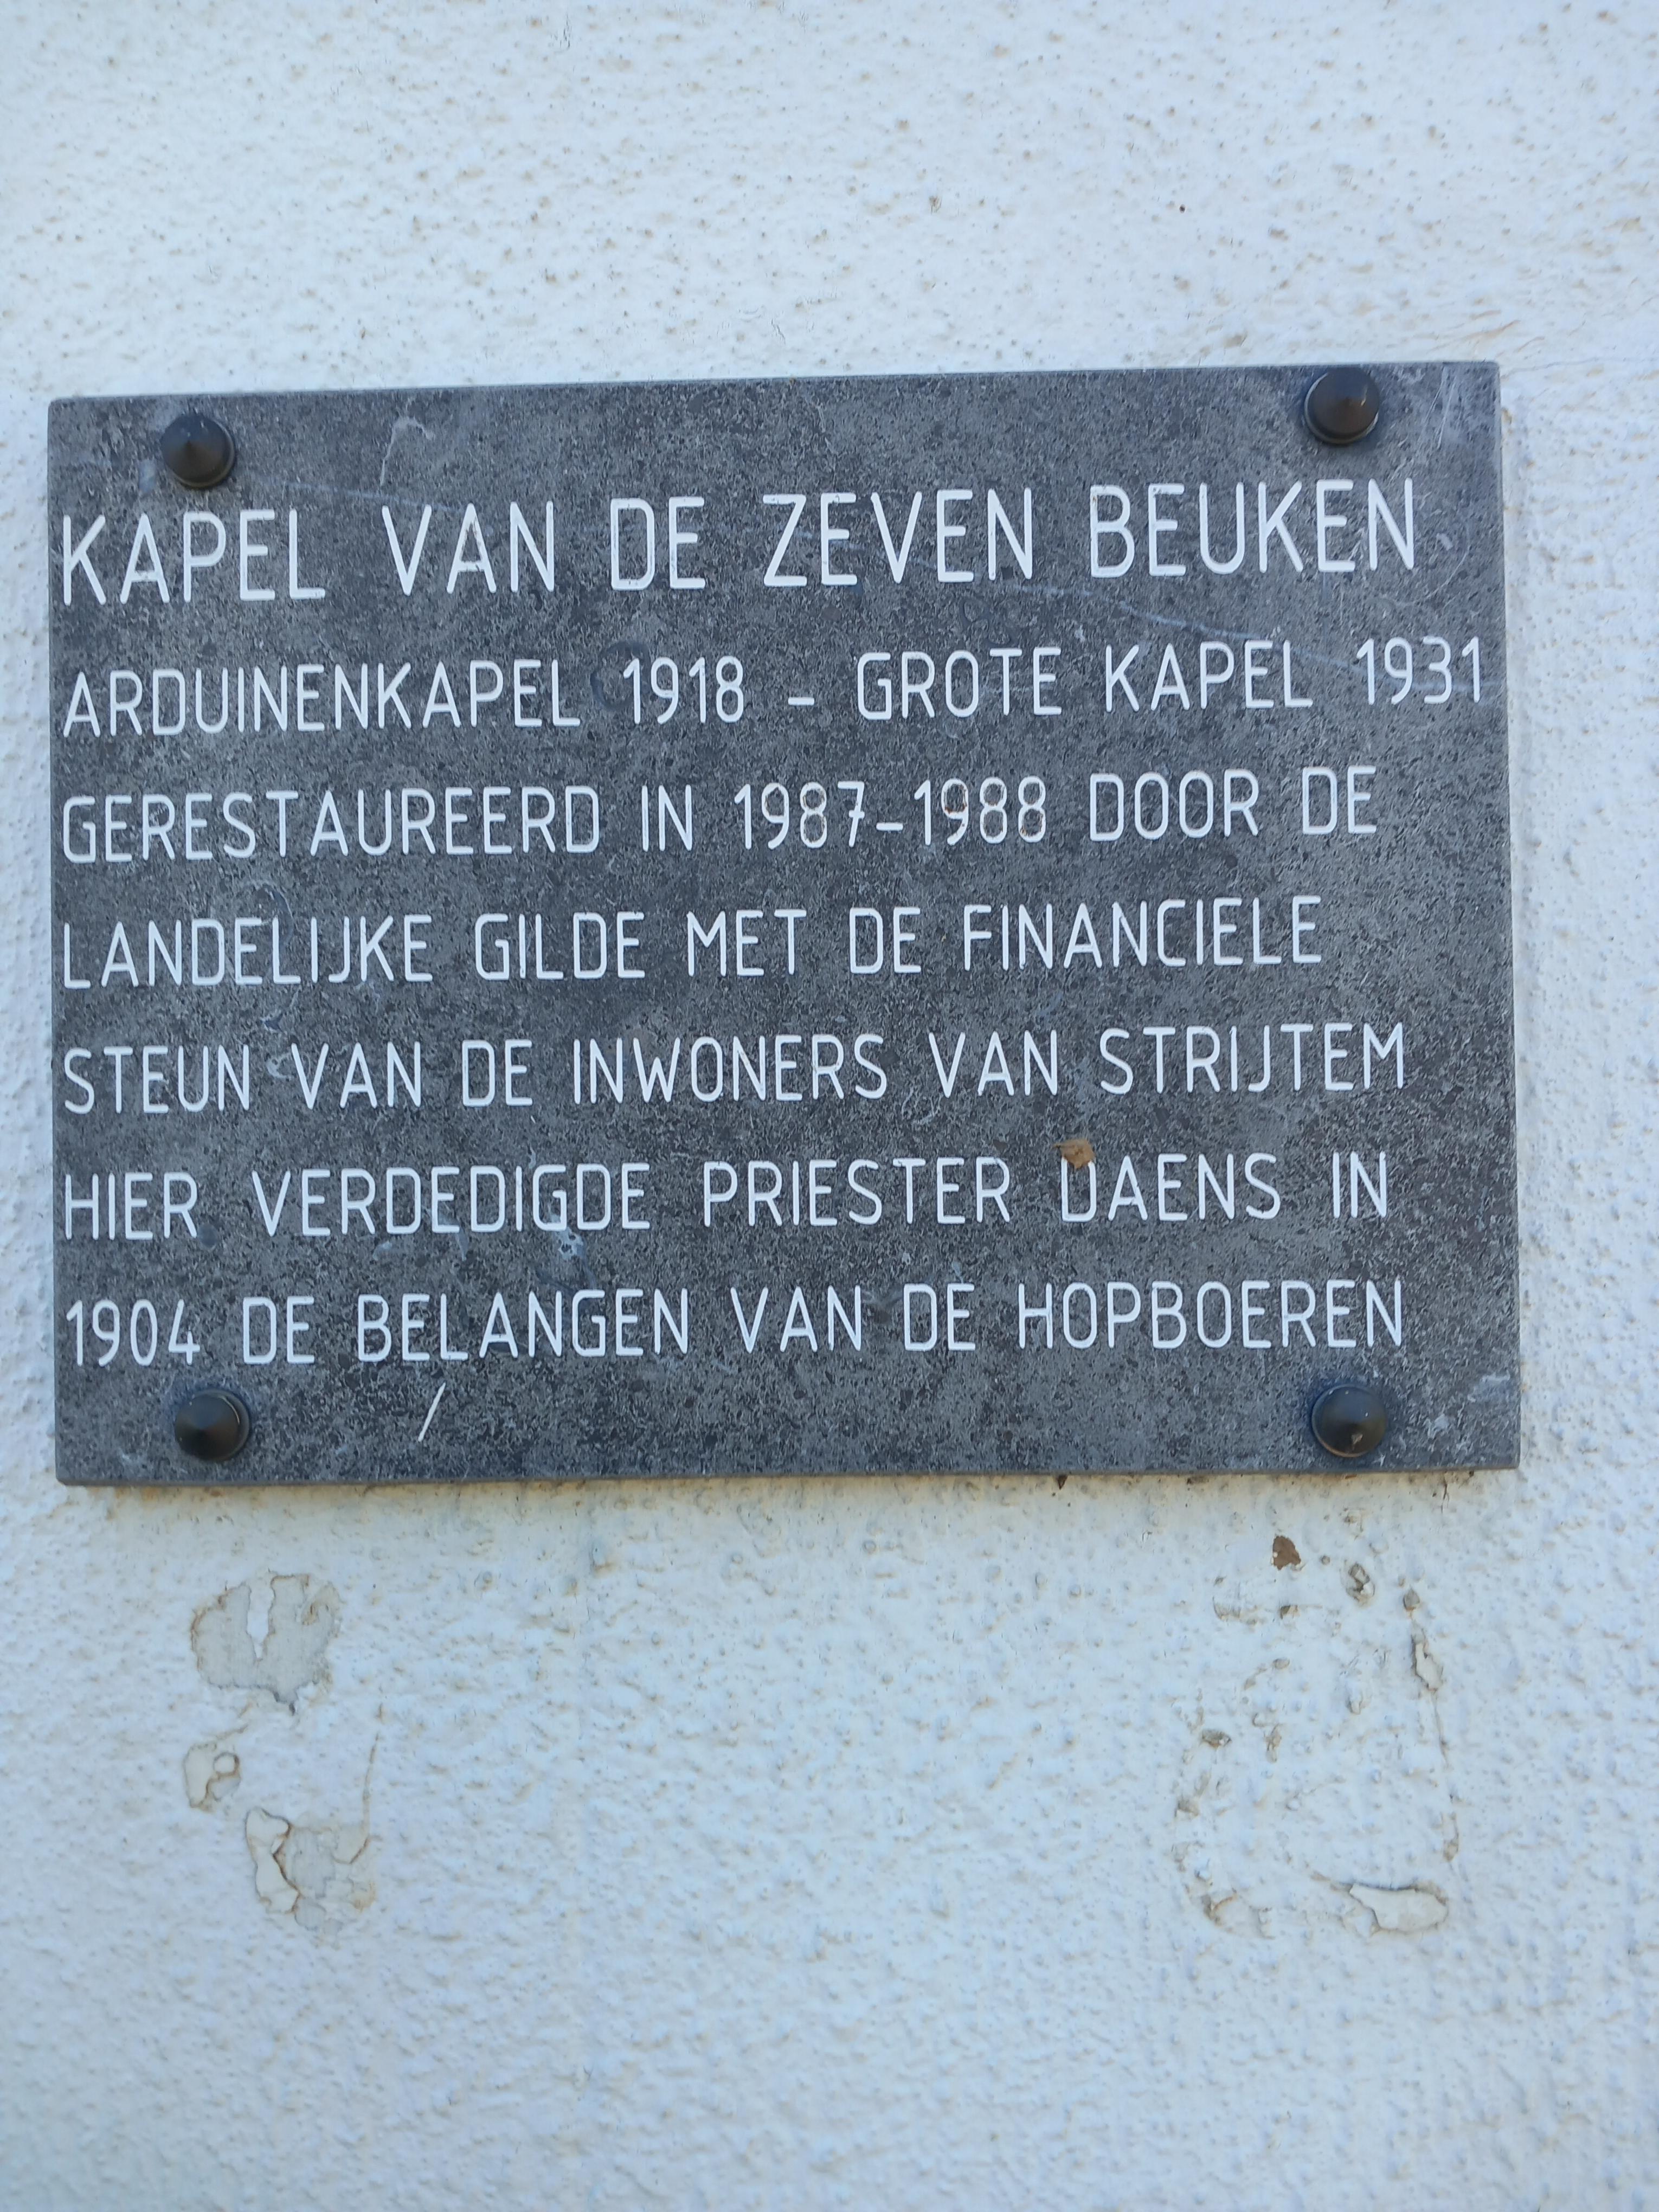 KAPEL VAN DE ZEVEN BEUKEN
ARDUINENKAPEL 1918 - GROTE KAPEL 1931
GERESTAUREERD IN 1987-1988 DOOR DE
LANDELIJKE GILDE MET DE FINANCIELE
STEUN VAN DE INWONERS VAN STRIJTEM
HIER VERDEDIGDE PRIESTER DAENS IN
1904 DE BELANGEN VAN DE HOPBOEREN